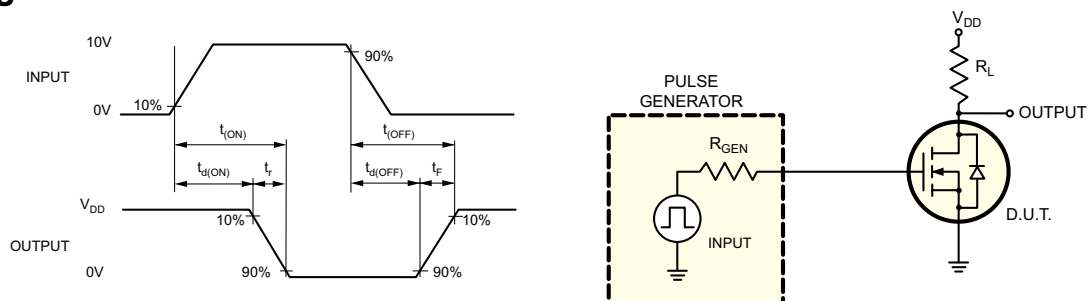 10V
90%
INPUT
0V
10%
t(ON)
t(OFF)
td(ON)
tr
td(OFF)
tF
VDD
10%
10%
OUTPUT
0V
90%
90%
VDD
RL
PULSE
GENERATOR
OUTPUT
RGEN
D.U.T.
INPUT